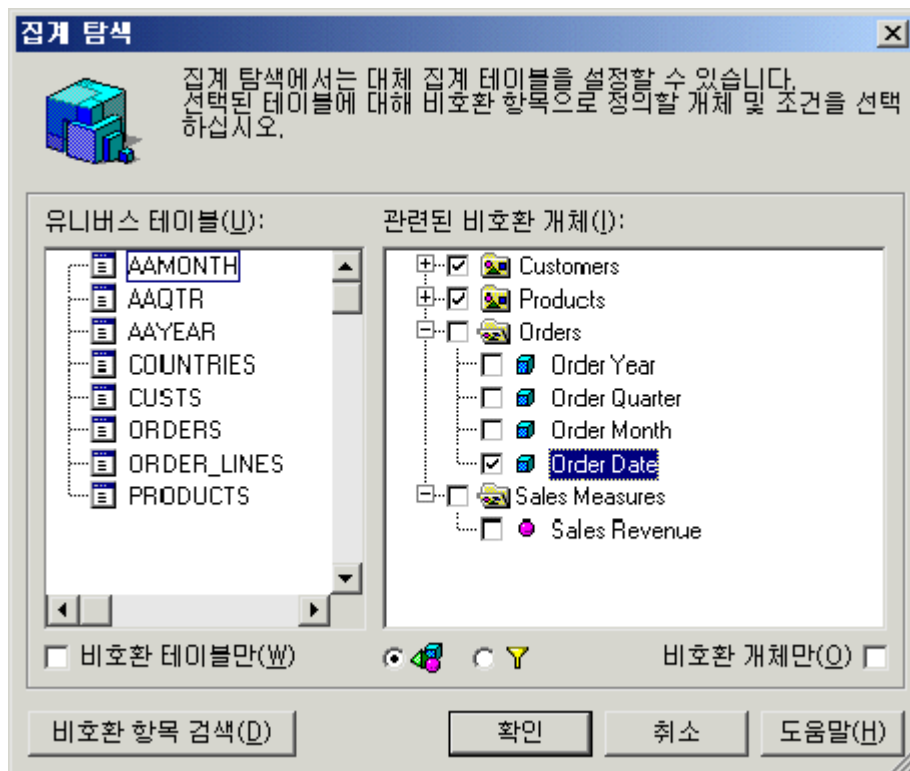 집계 탐색
집계 탐색에서는 대체 집계 테이블을 설정할 수 있습니다.
선택된 테이블에 대해 비호환 항목으로 정의할 개체 및 조건을 선택
하십시오.
유니버스 테이블(U):
관련된 비호환 개체(I):
AAMONTH
AAQTR
AAYEAR
COUNTRIES
CUSTS
ORDERS
ORDER_LINES
PRODUCTS
Customers
Products
Orders
Order Year
Order Quarter
Order Month
Order Date
Sales Measures
Sales Revenue
비호환 테이블만(W)
비호환 개체만(O)
비호환 항목 검색(D)
확인
취소
도움말(H)